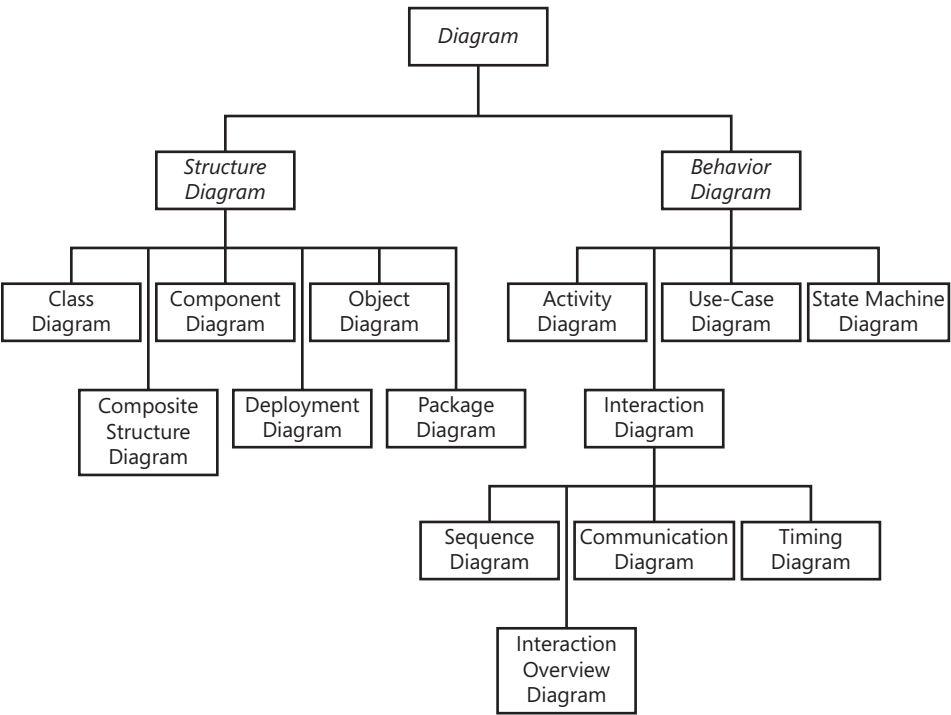 Diagram
Structure
Diagram
Behavior
Diagram
Class
Diagram
Component
Diagram
Object
Diagram
Activity
Diagram
Use-Case
Diagram
State Machine
Diagram
Composite
Structure
Diagram
Deployment
Diagram
Package
Diagram
Interaction
Diagram
Sequence
Diagram
Communication
Diagram
Timing
Diagram
Interaction
Overview
Diagram